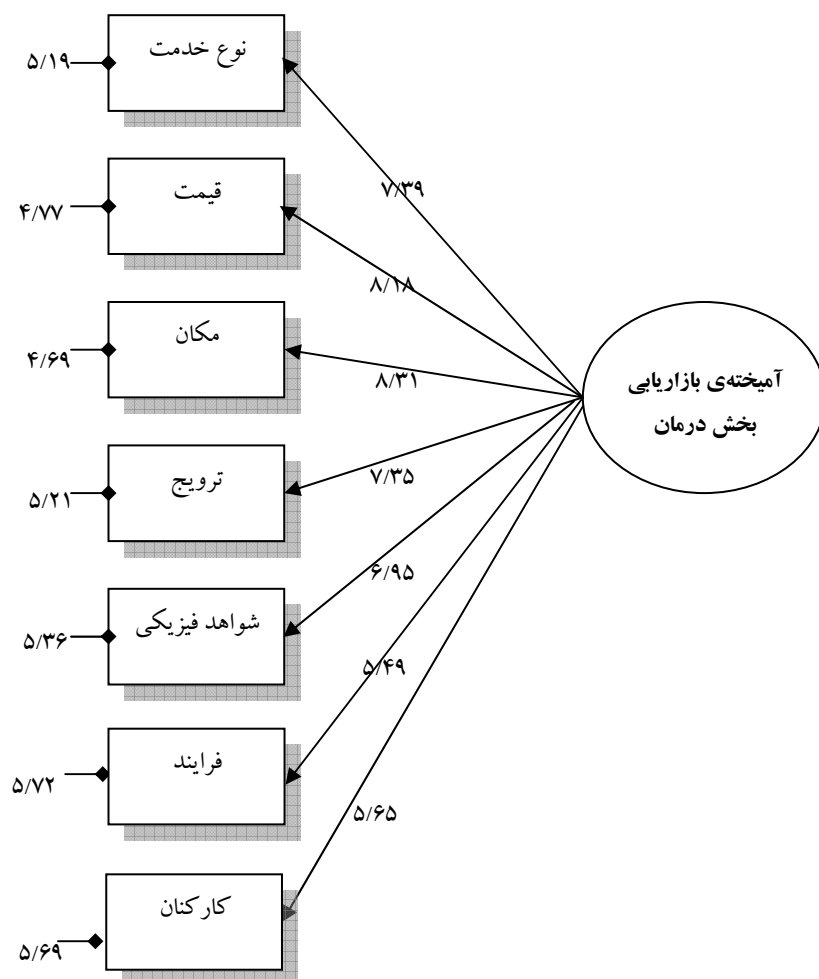 نوع خدمت
۵/۱۹
۷/۳۹
قیمت
۴/۷۷
۸/۱۸
مکان
۴/۶۹
۸/۳۱
آمیخته‌ی بازاریابی
بخش درمان
ترویج
۵/۲۱
۷/۳۵
شواهد فیزیکی
۵/۳۶
۶/۹۵
۵/۴۹
فرایند
۵/۷۲
۵/۶۵
کارکنان
۵/۶۹